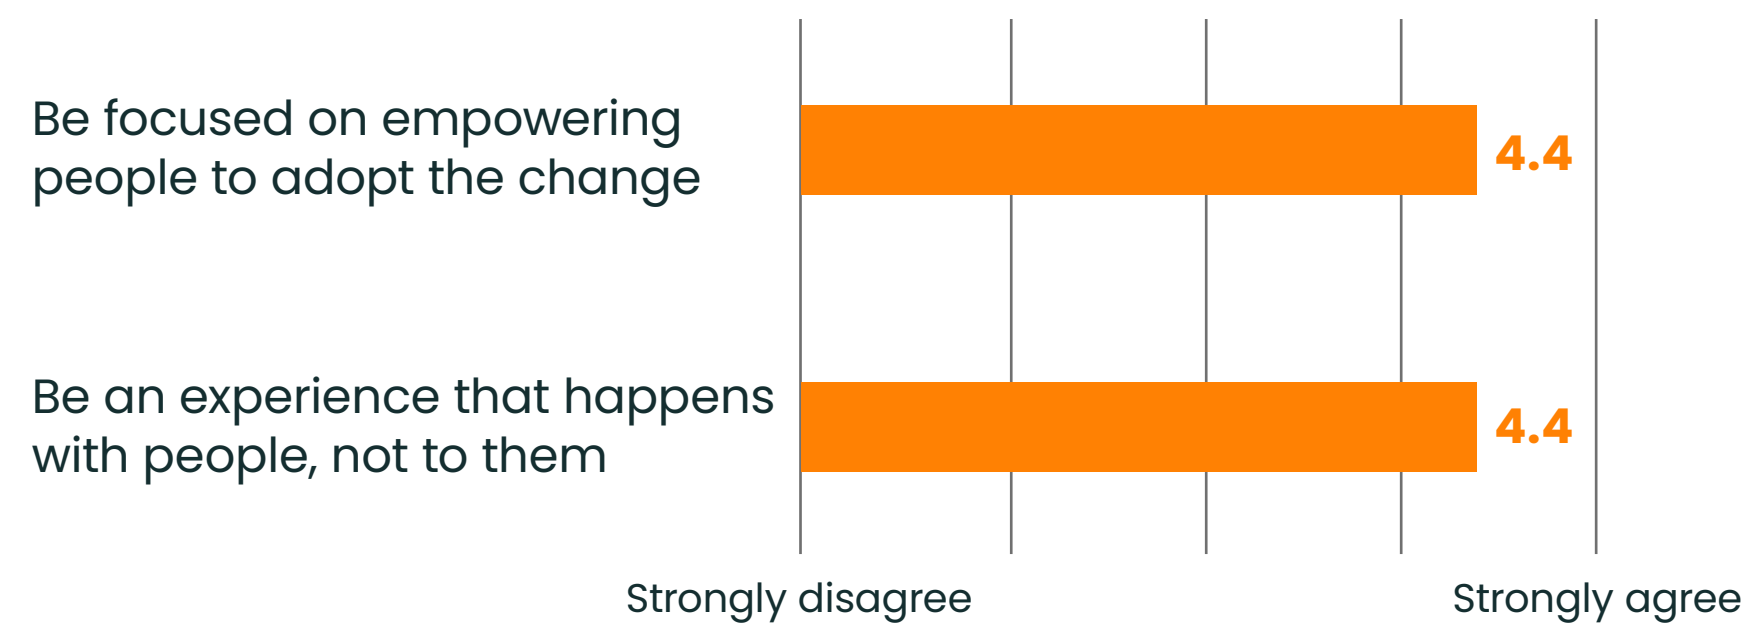 Be focused on empowering
people to adopt the change
4.4
Be an experience that happens
with people, not to them
4.4
Strongly disagree
Strongly agree